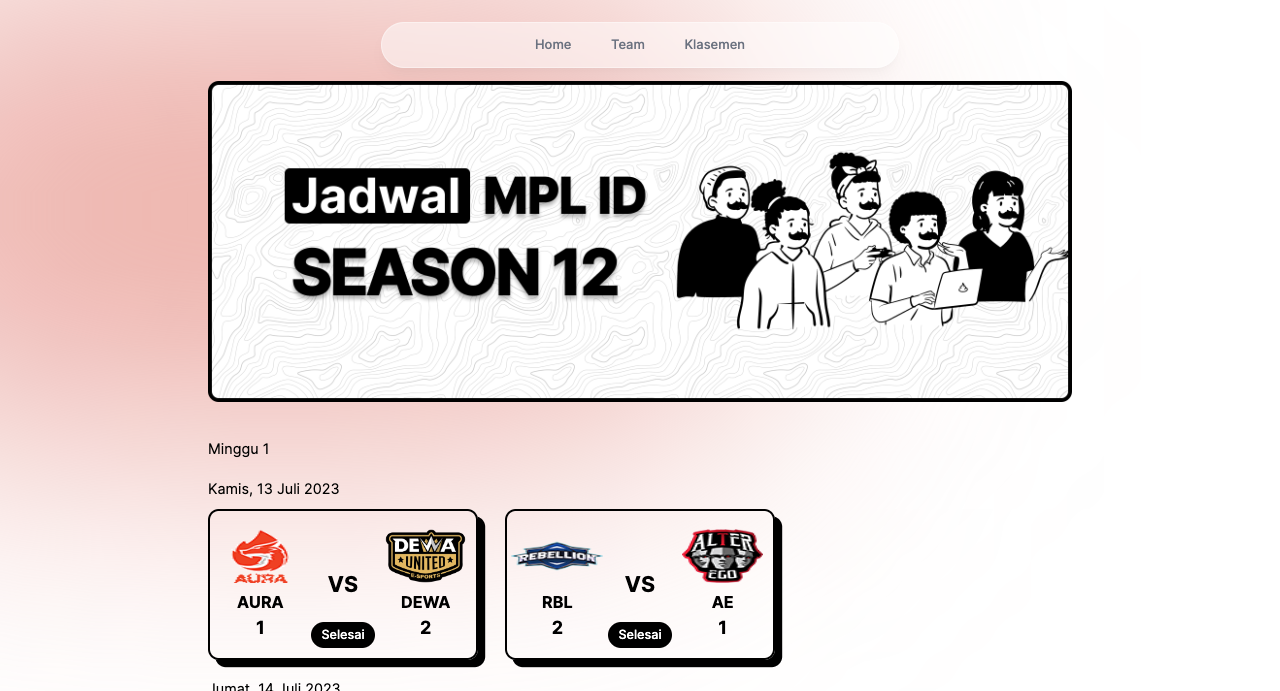 Home Team Klasemen
Jadwal MPL ID
SEASON 12
Minggu 1
Kamis, 13 Juli 2023
AURA
AURA
1
VS
Selesai
DEWA
UNITED
E-SPORTS
DEWA
2
REBELLION
RBL
2
VS
Selesai
ALTER
EGO
AE
1
Jumat, 14 Juli 2023